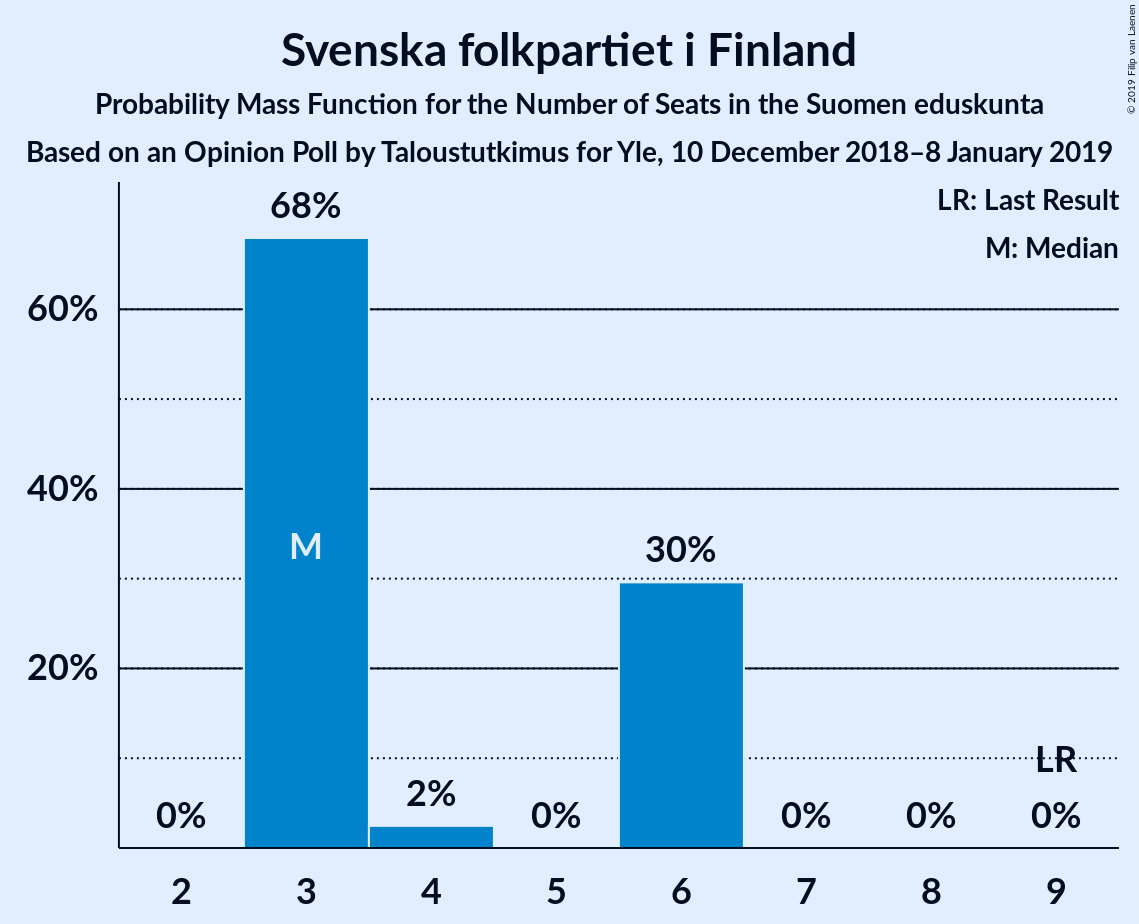 Svenska folkpartiet i Finland
Probability Mass Function for the Number of Seats in the Suomen eduskunta
Based on an Opinion Poll by Taloustutkimus for Yle, 10 December 2018–8 January 2019
© 2019 Filip van Laenen
LR: Last Result
M: Median
68%
60%
M
40%
30%
20%
LR
0%
2%
0%
0%
0%
0%
2 3 4 5 6 7 8 9